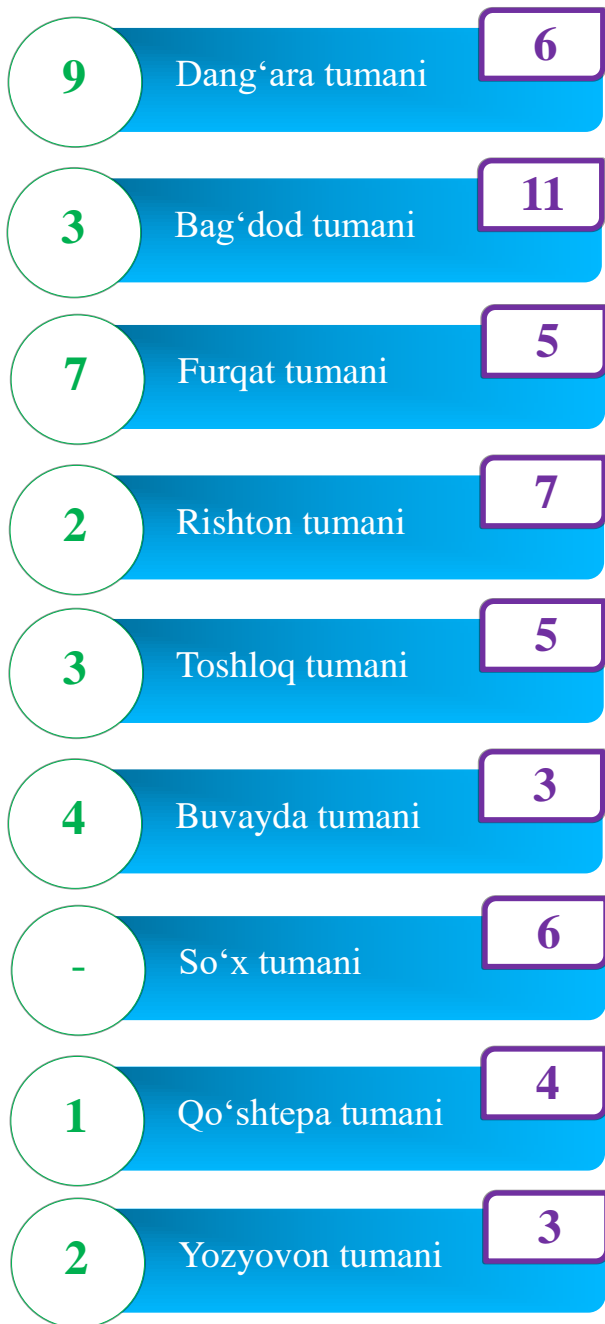 9 Dang‘ara tumani 6
3 Bag‘dod tumani 11
7 Furqat tumani 5
2 Rishton tumani 7
3 Toshloq tumani 5
4 Buvayda tumani 3
- So‘x tumani 6
1 Qo‘shtepa tumani 4
2 Yozyovon tumani 3